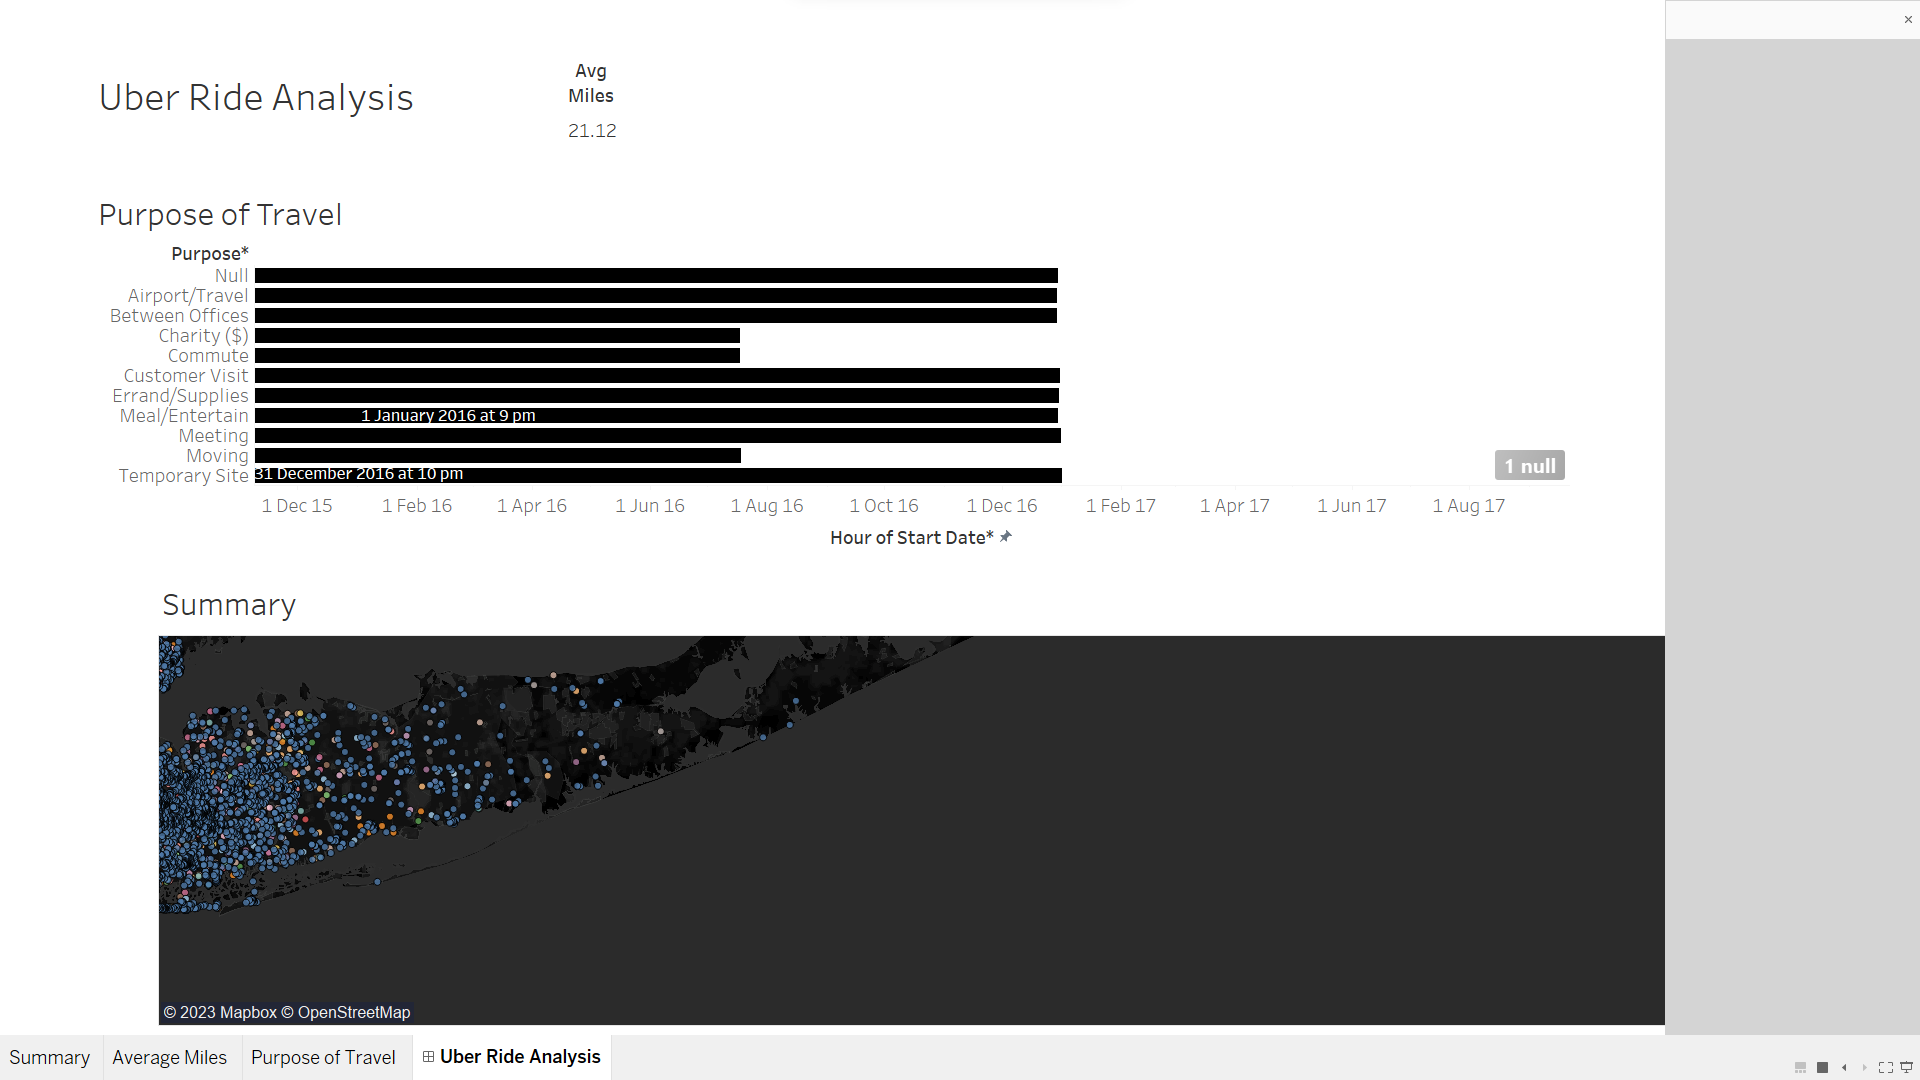 Uber Ride Analysis
Avg
Miles
21.12
Purpose of Travel
Purpose*
Null
Airport/Travel
Between Offices
Charity ($)
Commute
Customer Visit
Errand/Supplies
Meal/Entertain
1 January 2016 at 9 pm
Meeting
Moving
Temporary Site
31 December 2016 at 10 pm
1 null
1 Dec 15 1 Feb 16 1 Apr 16 1 Jun 16 1 Aug 16 1 Oct 16 1 Dec 16 1 Feb 17 1 Apr 17 1 Jun 17 1 Aug 17
Hour of Start Date*
Summary
© 2023 Mapbox © OpenStreetMap
Summary Average Miles Purpose of Travel Uber Ride Analysis